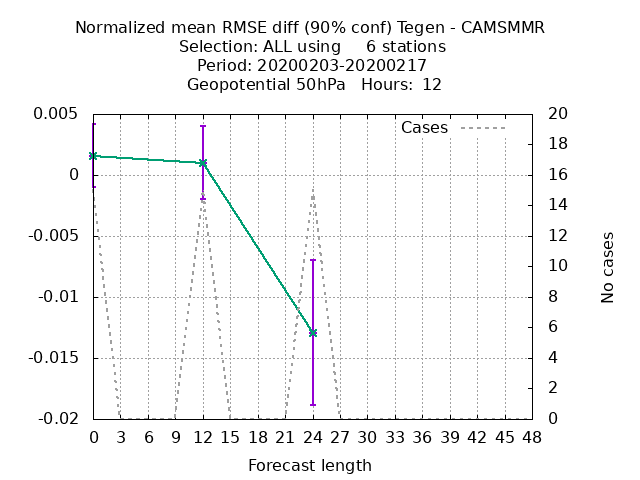 Normalized mean RMSE diff (90% conf) Tegen - CAMSMMR
Selection: ALL using     6 stations
Period: 20200203-20200217
Geopotential 50hPa   Hours:  12
Cases
0.005
0
-0.005
-0.01
-0.015
-0.02
20
18
16
14
12
10
8
6
4
2
0
No cases
0 3 6 9 12 15 18 21 24 27 30 33 36 39 42 45 48
Forecast length